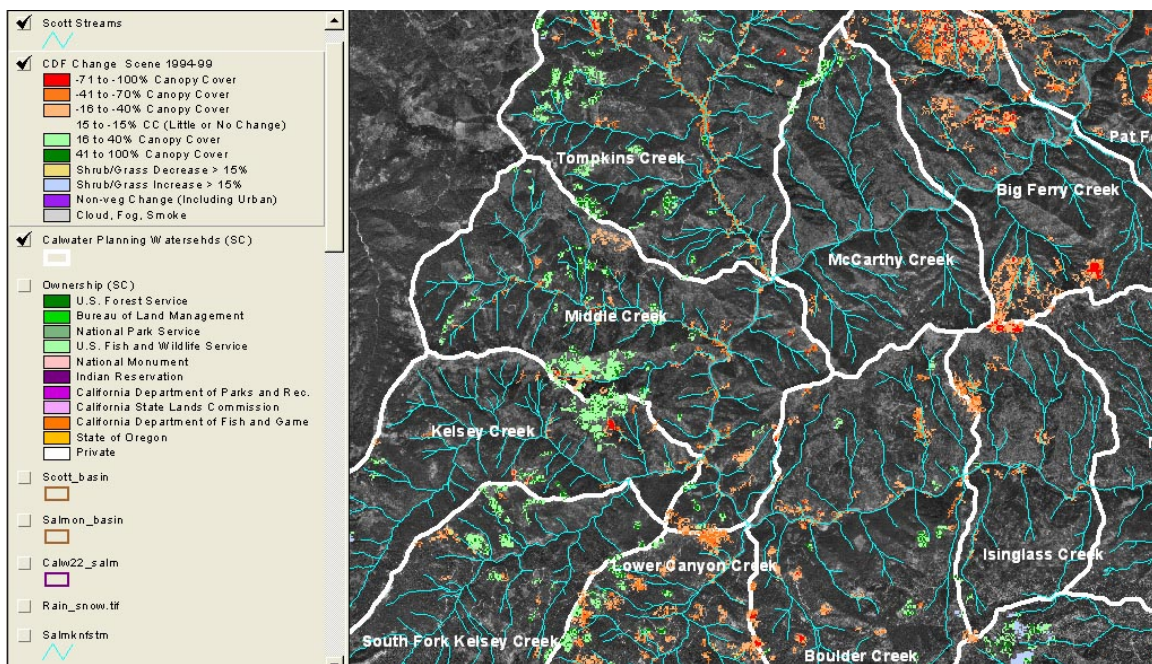 Scott Streams
CDF Change Scene 1994-99
-71 to -100% Canopy Cover
-41 to -70% Canopy Cover
-16 to -40% Canopy Cover
15 to -15% CC (Little or No Change)
16 to 40% Canopy Cover
41 to 100% Canopy Cover
Shrub/Grass Decrease > 15%
Shrub/Grass Increase > 15%
Non-veg Change (Including Urban)
Cloud, Fog, Smoke
Calwater Planning Watersehds (SC)
Ownership (SC)
U.S. Forest Service
Bureau of Land Management
National Park Service
U.S. Fish and Wildlife Service
National Monument
Indian Reservation
California Department of Parks and Rec.
California State Lands Commission
California Department of Fish and Game
State of Oregon
Private
Scott_basin
Salmon_basin
Calw22_salm
Rain_snow.tif
Salmknfstm
Pat F
Tompkins Creek
Big Ferry Creek
McCarthy Creek
Middle Creek
Kelsey Creek
Isinglass Creek
Lower Canyon Creek
South Fork Kelsey Creek
Boulder Creek